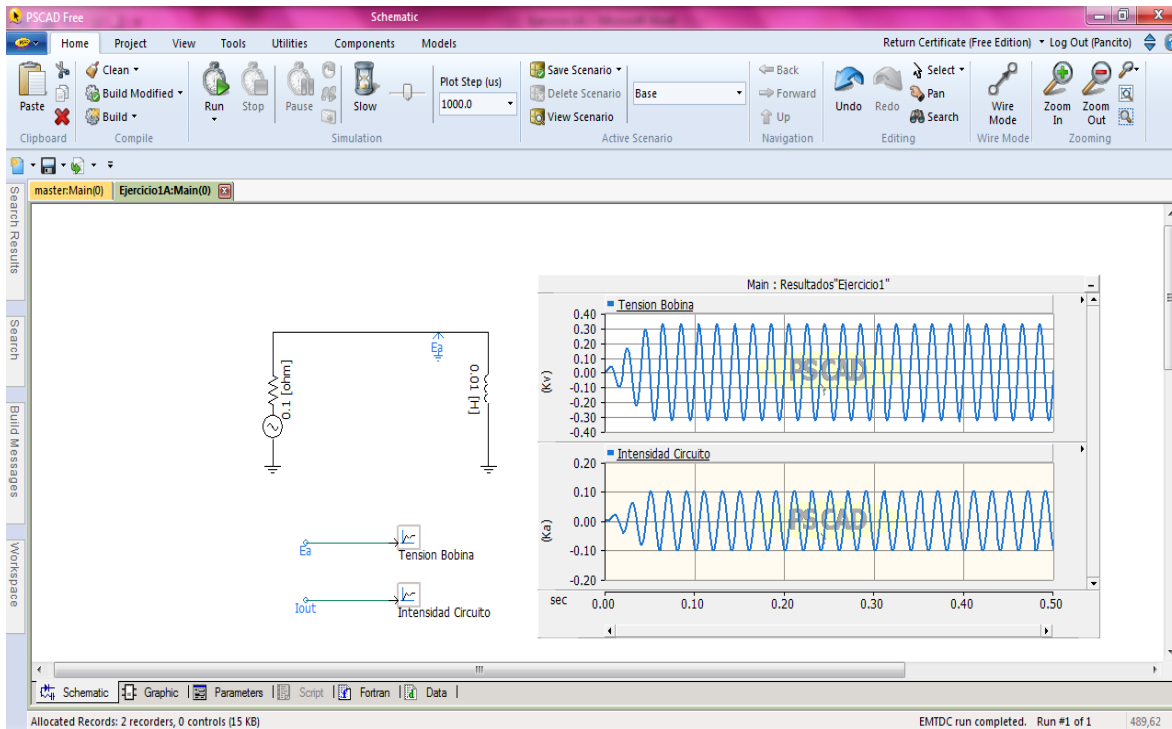 PSCAD Free
Schematic
Home Project View Tools Utilities Components Models
Return Certificate (Free Edition) Log Out (Pancito)
Paste
Clipboard
Clean
Build Modified
Build
Compile
Run
Stop
Pause
Slow
Plot Step (us)
1000.0
Simulation
Save Scenario
Delete Scenario
View Scenario
Base
Active Scenario
Back
Forward
Up
Navigation
Undo
Redo
Select
Pan
Search
Editing
Wire Mode
Wire Mode
Zoom In
Zoom Out
Zooming
master:Main(0)
Ejercicio1A:Main(0)
Search Results
Search
Build Messages
Workspace
0.1 [ohm]
Ea
0.01 [H]
Ea
Tension Bobina
Iout
Intensidad Circuito
Main : Resultados"Ejercicio1"
Tension Bobina
(Kv)
0.40
0.30
0.20
0.10
0.00
-0.10
-0.20
-0.30
-0.40
PSCAD
Intensidad Circuito
(Ka)
0.20
0.10
0.00
-0.10
-0.20
PSCAD
sec 0.00 0.10 0.20 0.30 0.40 0.50
Schematic Graphic Parameters Script Fortran Data
Allocated Records: 2 recorders, 0 controls (15 KB)
EMTDC run completed. Run #1 of 1
489,62